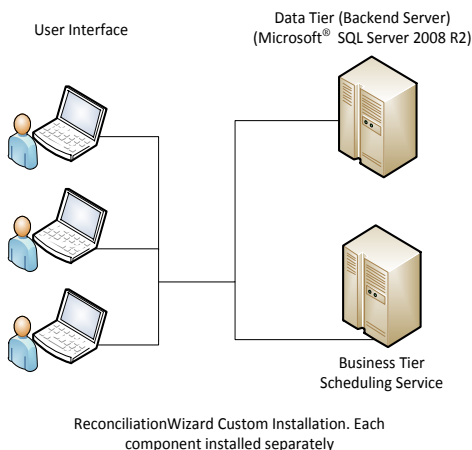 User Interface
Data Tier (Backend Server)
(Microsoft® SQL Server 2008 R2)
Business Tier
Scheduling Service
ReconciliationWizard Custom Installation. Each
component installed separately